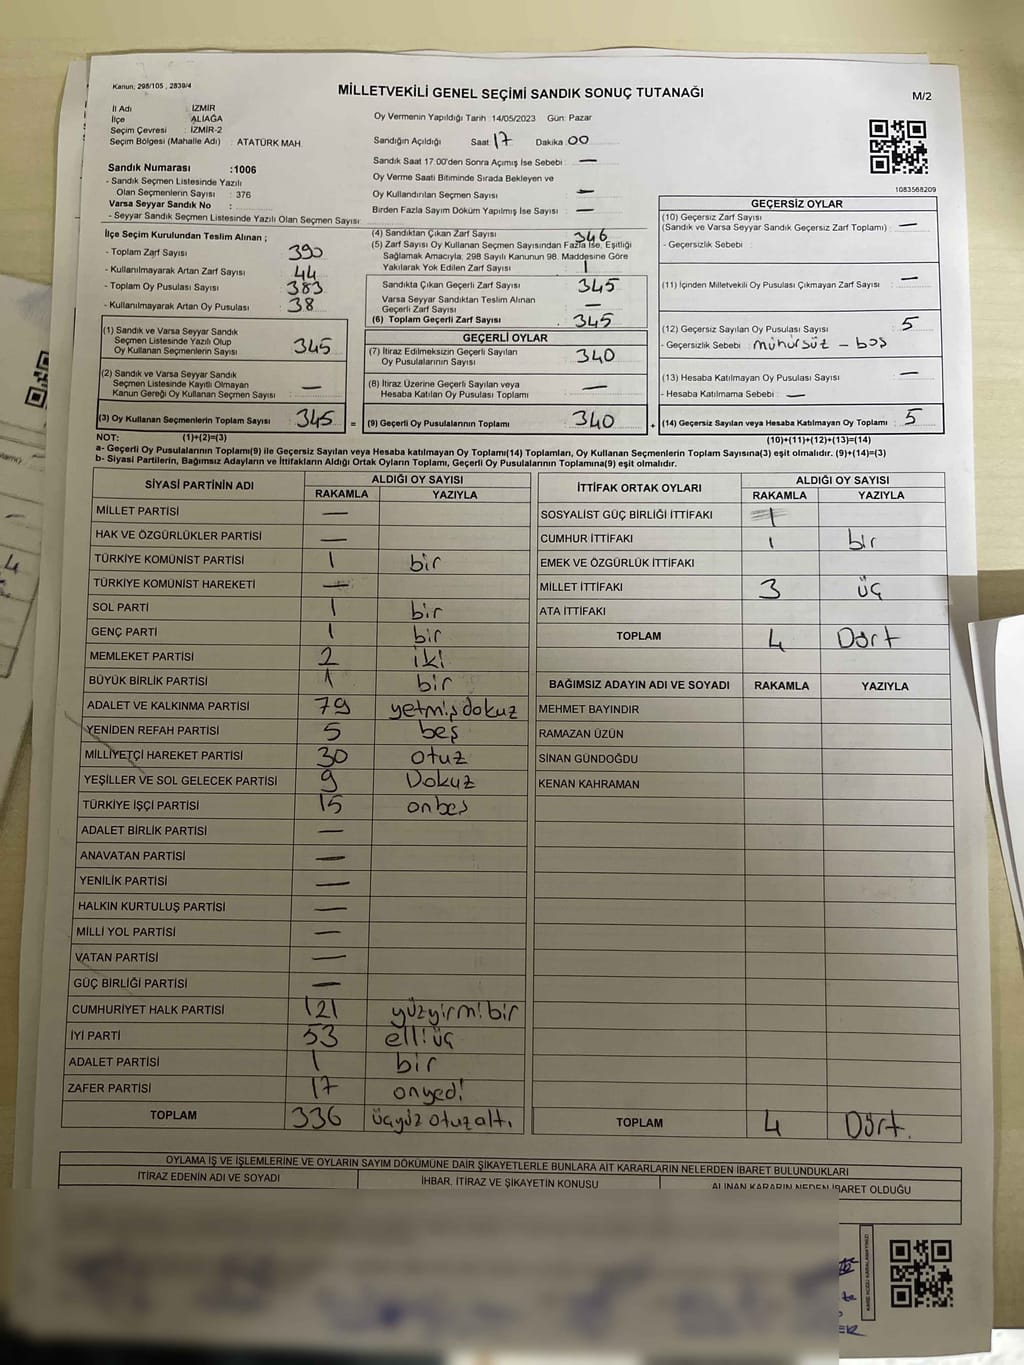 Kanun, 298/105 , 2839/4
MİLLETVEKİLİ GENEL SEÇİMİ SANDIK SONUÇ TUTANAĞI
M/2
İl Adı : İZMİR
İlçe : ALİAĞA
Seçim Çevresi : İZMİR-2
Seçim Bölgesi (Mahalle Adı) : ATATÜRK MAH.
Sandık Numarası :1006
- Sandık Seçmen Listesinde Yazılı
Olan Seçmenlerin Sayısı : 376
Varsa Seyyar Sandık No :
- Seyyar Sandık Seçmen Listesinde Yazılı Olan Seçmen Sayısı:
Oy Vermenin Yapıldığı Tarih : 14/05/2023 Gün: Pazar
Sandığın Açıldığı Saat 17 Dakika 00
Sandık Saat 17:00'den Sonra Açımış İse Sebebi : —
Oy Verme Saati Bitiminde Sırada Bekleyen ve
Oy Kullandırılan Seçmen Sayısı : —
Birden Fazla Sayım Döküm Yapılmış İse Sayısı : —
1083568209
İlçe Seçim Kurulundan Teslim Alınan ;
- Toplam Zarf Sayısı : 390
- Kullanılmayarak Artan Zarf Sayısı : 44
- Toplam Oy Pusulası Sayısı : 383
- Kullanılmayarak Artan Oy Pusulası : 38
(4) Sandıktan Çıkan Zarf Sayısı : 346
(5) Zarf Sayısı Oy Kullanan Seçmen Sayısından Fazla İse, Eşitliği
Sağlamak Amacıyla, 298 Sayılı Kanunun 98. Maddesine Göre
Yakılarak Yok Edilen Zarf Sayısı : 1
Sandıkta Çıkan Geçerli Zarf Sayısı : 345
Varsa Seyyar Sandıktan Teslim Alınan
Geçerli Zarf Sayısı : —
(6) Toplam Geçerli Zarf Sayısı : 345
GEÇERSİZ OYLAR
(10) Geçersiz Zarf Sayısı
(Sandık ve Varsa Seyyar Sandık Geçersiz Zarf Toplamı) : —
- Geçersizlik Sebebi :
(11) İçinden Milletvekili Oy Pusulası Çıkmayan Zarf Sayısı : —
(12) Geçersiz Sayılan Oy Pusulası Sayısı : 5
- Geçersizlik Sebebi : mühürsüz - boş
(13) Hesaba Katılmayan Oy Pusulası Sayısı : —
- Hesaba Katılmama Sebebi : —
(14) Geçersiz Sayılan veya Hesaba Katılmayan Oy Toplamı : 5
(1) Sandık ve Varsa Seyyar Sandık
Seçmen Listesinde Yazılı Olup
Oy Kullanan Seçmenlerin Sayısı : 345
(2) Sandık ve Varsa Seyyar Sandık
Seçmen Listesinde Kayıtlı Olmayan
Kanun Gereği Oy Kullanan Seçmen Sayısı : —
(3) Oy Kullanan Seçmenlerin Toplam Sayısı : 345 =
GEÇERLİ OYLAR
(7) İtiraz Edilmeksizin Geçerli Sayılan
Oy Pusulalarının Sayısı : 340
(8) İtiraz Üzerine Geçerli Sayılan veya
Hesaba Katılan Oy Pusulası Toplamı : —
(9) Geçerli Oy Pusulalarının Toplamı : 340 +
NOT: (1)+(2)=(3) (10)+(11)+(12)+(13)=(14)
a- Geçerli Oy Pusulalarının Toplamı(9) ile Geçersiz Sayılan veya Hesaba katılmayan Oy Toplamı(14) Toplamları, Oy Kullanan Seçmenlerin Toplam Sayısına(3) eşit olmalıdır. (9)+(14)=(3)
b- Siyasi Partilerin, Bağımsız Adayların ve İttifakların Aldığı Ortak Oyların Toplamı, Geçerli Oy Pusulalarının Toplamına(9) eşit olmalıdır.
SİYASİ PARTİNİN ADI ALDIĞI OY SAYISI
RAKAMLA YAZIYLA
MİLLET PARTİSİ —
HAK VE ÖZGÜRLÜKLER PARTİSİ —
TÜRKİYE KOMÜNİST PARTİSİ 1 bir
TÜRKİYE KOMÜNİST HAREKETİ —
SOL PARTİ 1 bir
GENÇ PARTİ 1 bir
MEMLEKET PARTİSİ 2 iki
BÜYÜK BİRLİK PARTİSİ 1 bir
ADALET VE KALKINMA PARTİSİ 79 yetmiş dokuz
YENİDEN REFAH PARTİSİ 5 beş
MİLLİYETÇİ HAREKET PARTİSİ 30 otuz
YEŞİLLER VE SOL GELECEK PARTİSİ 9 Dokuz
TÜRKİYE İŞÇİ PARTİSİ 15 onbeş
ADALET BİRLİK PARTİSİ —
ANAVATAN PARTİSİ —
YENİLİK PARTİSİ —
HALKIN KURTULUŞ PARTİSİ —
MİLLİ YOL PARTİSİ —
VATAN PARTİSİ —
GÜÇ BİRLİĞİ PARTİSİ —
CUMHURİYET HALK PARTİSİ 121 yüzyirmi bir
İYİ PARTİ 53 elli üç
ADALET PARTİSİ 1 bir
ZAFER PARTİSİ 17 onyedi
TOPLAM 336 üçyüz otuzaltı
İTTİFAK ORTAK OYLARI ALDIĞI OY SAYISI
RAKAMLA YAZIYLA
SOSYALİST GÜÇ BİRLİĞİ İTTİFAKI
CUMHUR İTTİFAKI 1 bir
EMEK VE ÖZGÜRLÜK İTTİFAKI
MİLLET İTTİFAKI 3 üç
ATA İTTİFAKI
TOPLAM 4 Dört
BAĞIMSIZ ADAYIN ADI VE SOYADI RAKAMLA YAZIYLA
MEHMET BAYINDIR
RAMAZAN ÜZÜN
SİNAN GÜNDOĞDU
KENAN KAHRAMAN
TOPLAM 4 Dört.
OYLAMA İŞ VE İŞLEMLERİNE VE OYLARIN SAYIM DÖKÜMÜNE DAİR ŞİKAYETLERLE BUNLARA AİT KARARLARIN NELERDEN İBARET BULUNDUKLARI
İTİRAZ EDENİN ADI VE SOYADI İHBAR, İTİRAZ VE ŞİKAYETİN KONUSU ALINAN KARARIN NEDEN İBARET OLDUĞU